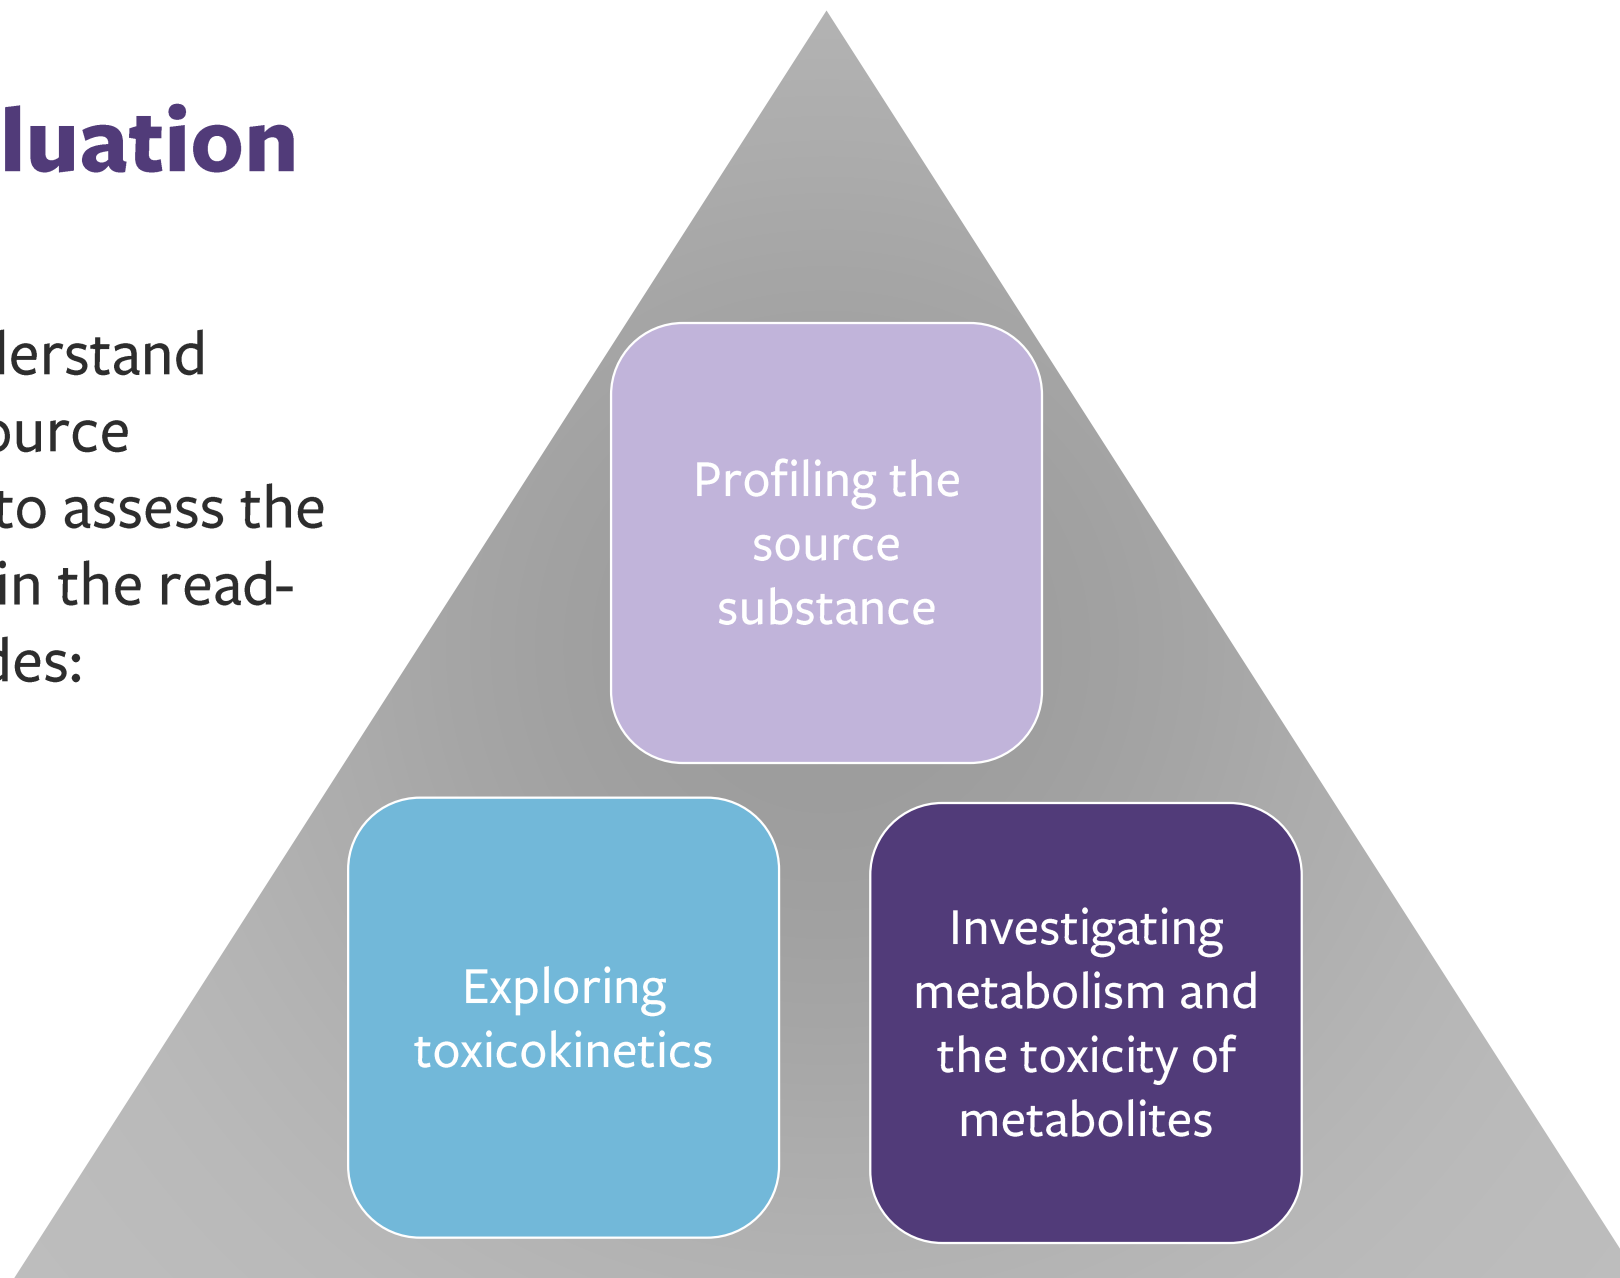 luation
derstand
ource
to assess the
in the read-
des:
Profiling the
source
substance
Exploring
toxicokinetics
Investigating
metabolism and
the toxicity of
metabolites